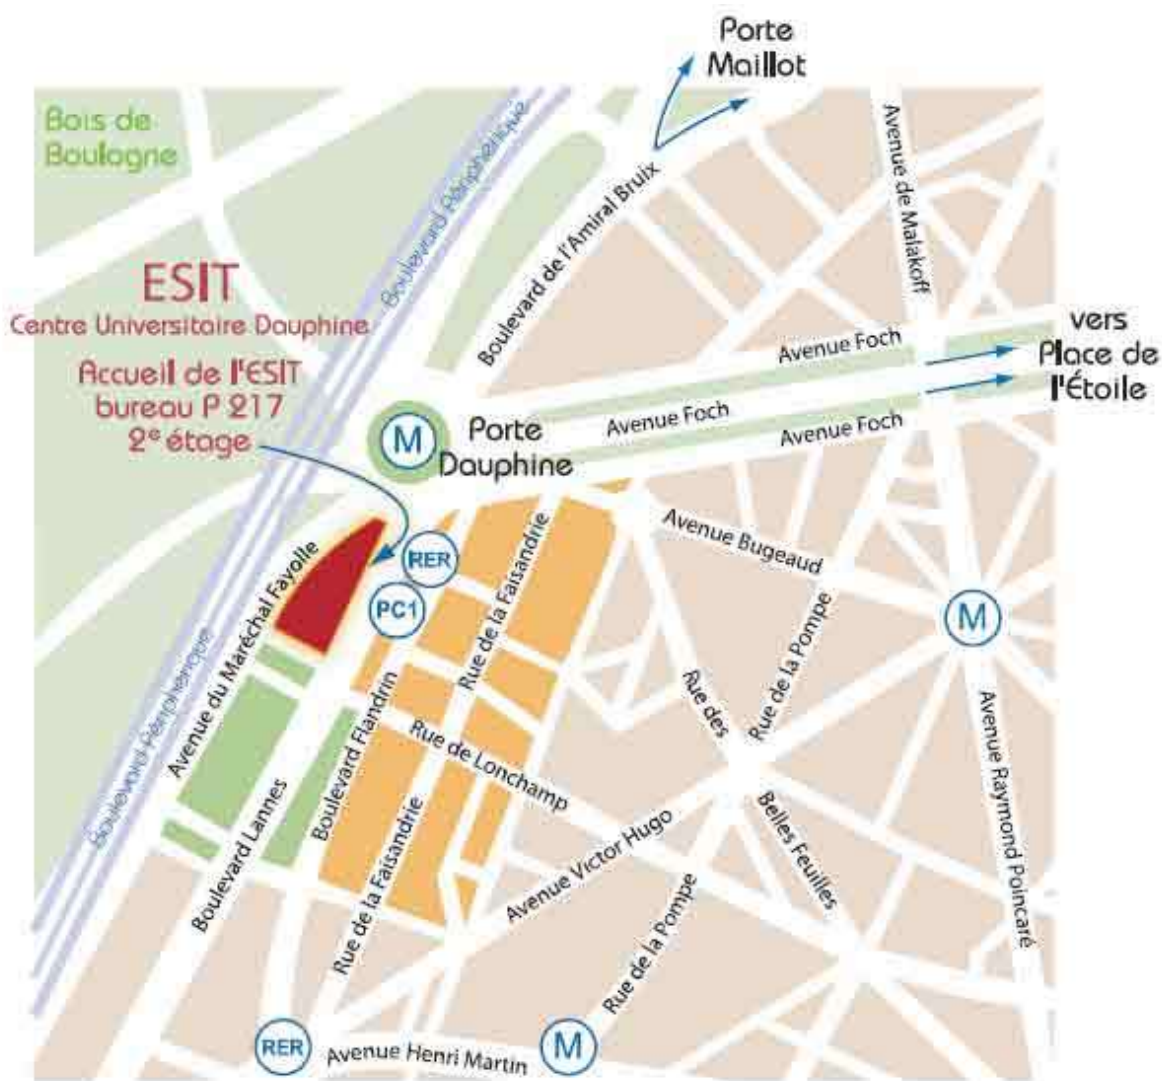 Porte
Maillot
Bois de
Boulogne
Boulevard Périphérique
Avenue de Malakoff
Boulevard de l'Amiral Bruix
ESIT
Centre Universitaire Dauphine
Accueil de l'ESIT
bureau P 217
2e étage
vers
Place de
l'Étoile
Avenue Foch
Avenue Foch
Avenue Foch
M
Porte
Dauphine
Avenue Bugeaud
RER
PC1
Rue de la Faisandrie
Avenue du Maréchal Fayolle
M
Rue de la Pompe
Boulevard Périphérique
Rue des
Belles Feuilles
Boulevard Flandrin
Rue de Lonchamp
Avenue Raymond Poincaré
Boulevard Lannes
Avenue Victor Hugo
Rue de la Faisandrie
Rue de la Pompe
RER
Avenue Henri Martin
M